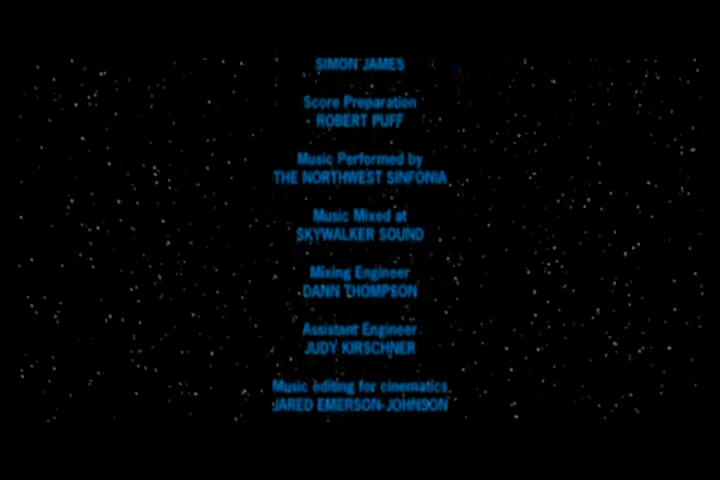 SIMON JAMES
Score Preparation
ROBERT PUFF
Music Performed by
THE NORTHWEST SINFONIA
Music Mixed at
SKYWALKER SOUND
Mixing Engineer
DANN THOMPSON
Assistant Engineer
JUDY KIRSCHNER
Music editing for cinematics
JARED EMERSON-JOHNSON